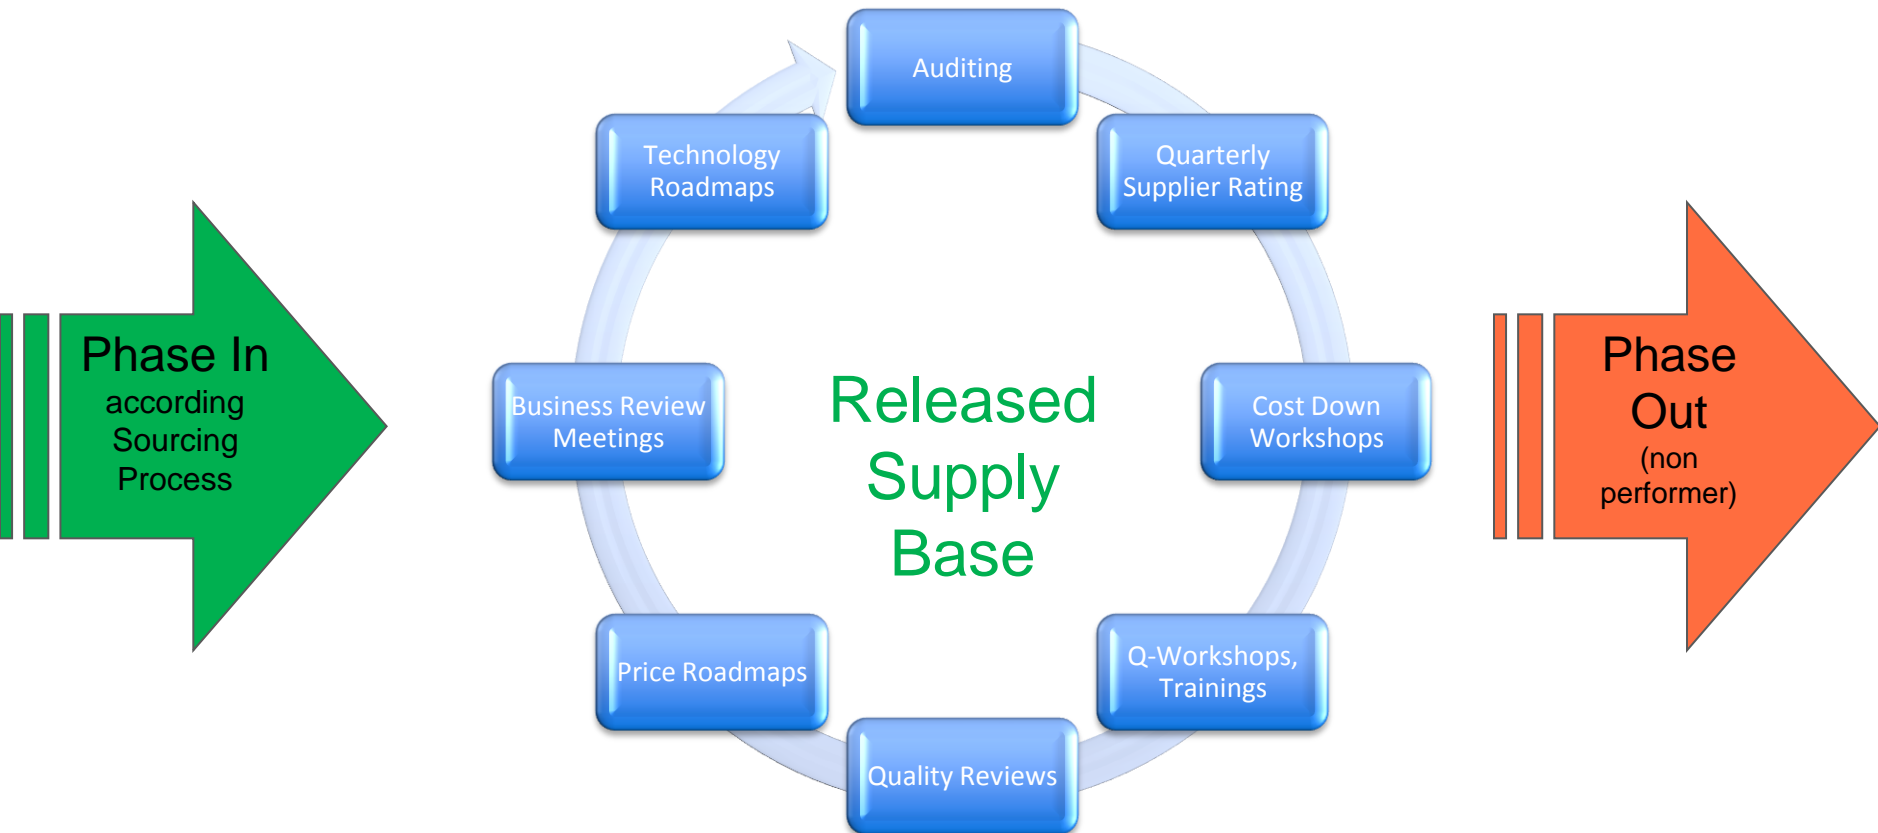 Auditing
Technology
Roadmaps
Quarterly
Supplier Rating
Phase In
according
Sourcing
Process
Business Review
Meetings
Released
Supply
Base
Cost Down
Workshops
Phase
Out
(non
performer)
Price Roadmaps
Q-Workshops,
Trainings
Quality Reviews